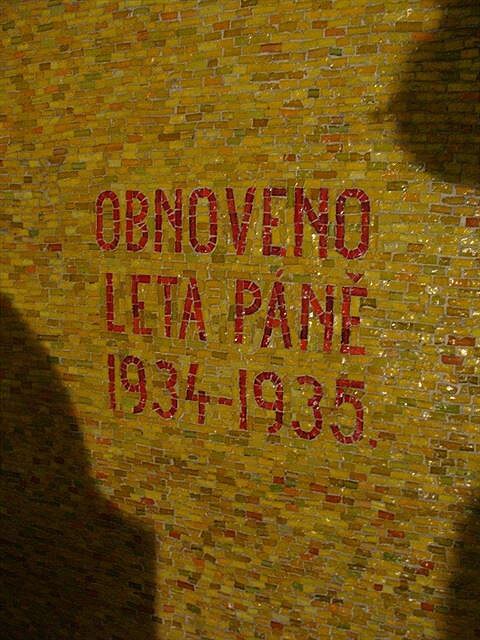 OBNOVENO
LETA PÁNĚ
1934-1935.